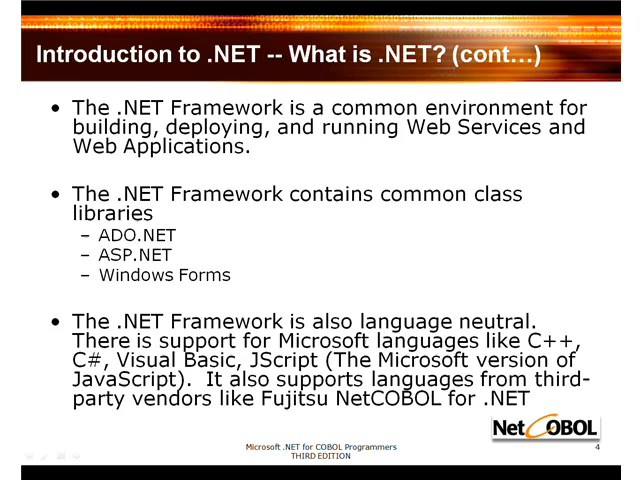 Introduction to .NET -- What is .NET? (cont…)
• The .NET Framework is a common environment for
building, deploying, and running Web Services and
Web Applications.
• The .NET Framework contains common class
libraries
– ADO.NET
– ASP.NET
– Windows Forms
• The .NET Framework is also language neutral.
There is support for Microsoft languages like C++,
C#, Visual Basic, JScript (The Microsoft version of
JavaScript).  It also supports languages from third-
party vendors like Fujitsu NetCOBOL for .NET
NetCOBOL
Microsoft .NET for COBOL Programmers
THIRD EDITION
4